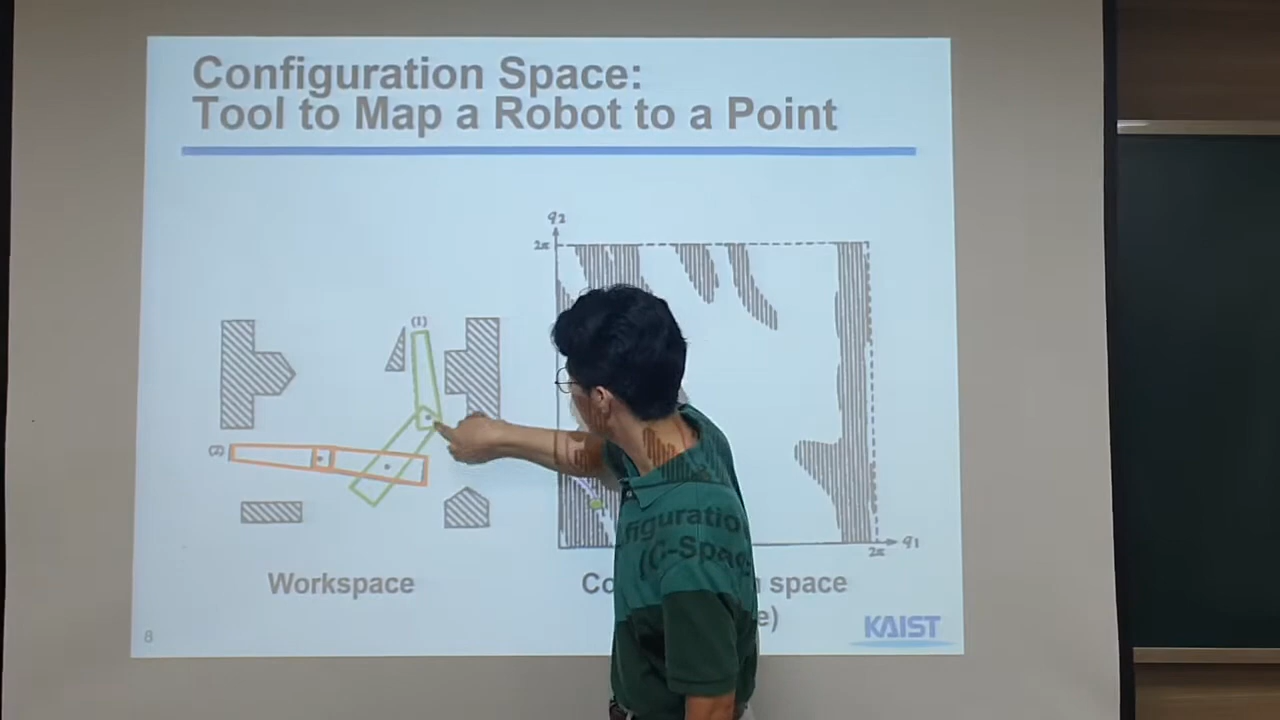 Configuration Space:
Tool to Map a Robot to a Point
q2
2π
(1)
(2)
2π
q1
Workspace
space
8
KAIST